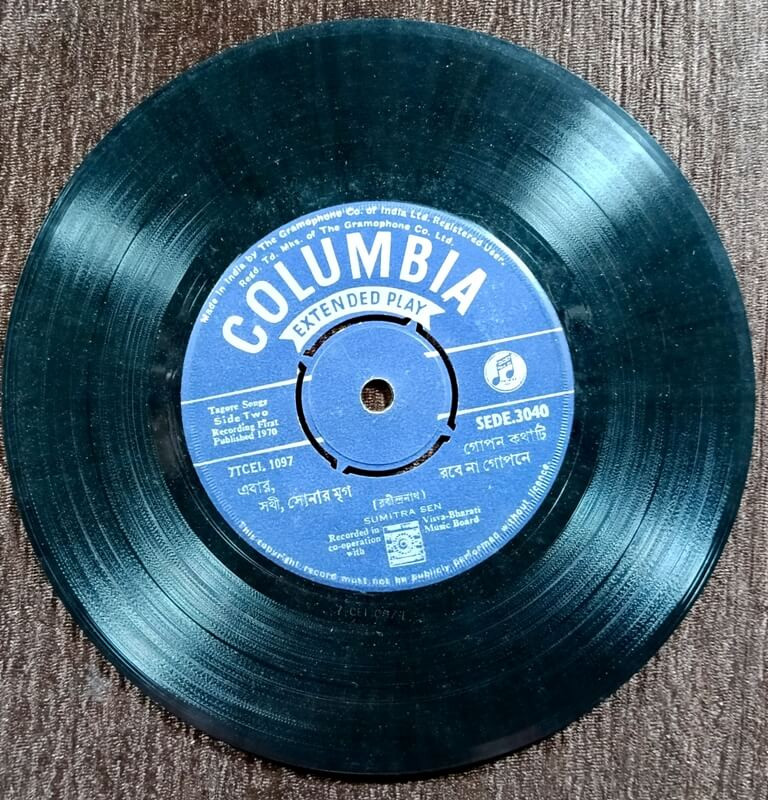 Made in India by The Gramophone Co. of India Ltd. Registered User.
Regd. Td. Mks. of The Gramophone Co. Ltd.
COLUMBIA
EXTENDED PLAY
Tagore Songs
Side Two
Recording First
Published 1970
SEDE.3040
7TCEL 1097
গোপন কথাটি
রবে না গোপনে
এবার,
সখী, সোনার মৃগ
(রবীন্দ্রনাথ)
SUMITRA SEN
Recorded in
co-operation
with
Visva-Bharati
Music Board
This copyright record must not be publicly performed without licence